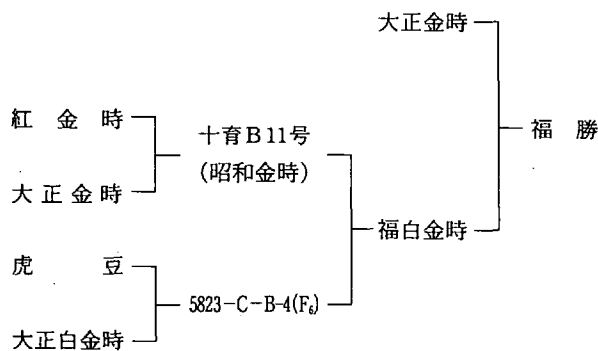 大正金時
紅金時
十育B11号
(昭和金時)
福勝
大正金時
福白金時
虎豆
5823-C-B-4(F₆)
大正白金時